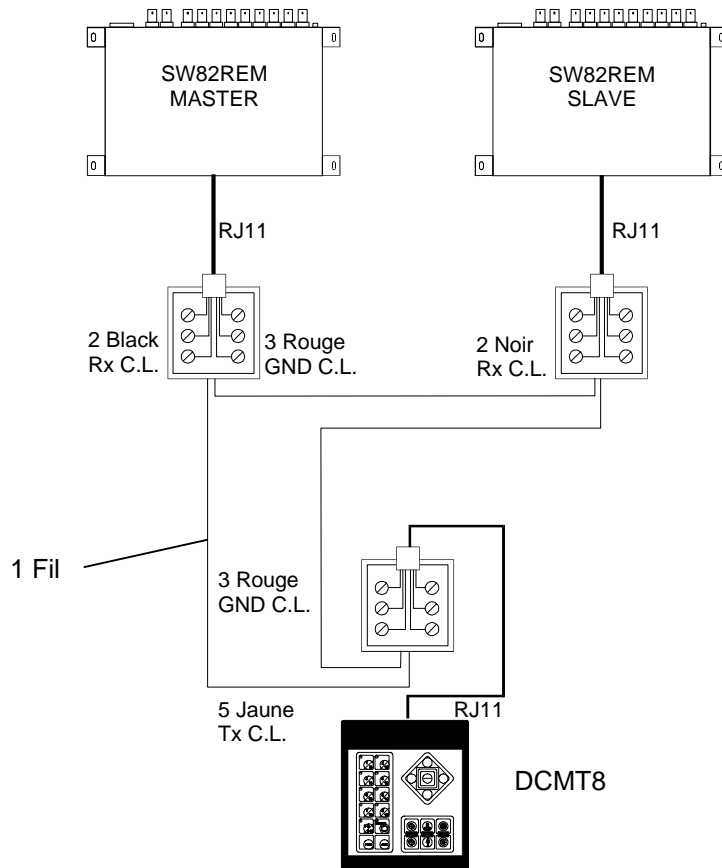 SW82REM
MASTER
SW82REM
SLAVE
RJ11
RJ11
2 Black
Rx C.L.
3 Rouge
GND C.L.
2 Noir
Rx C.L.
1 Fil
3 Rouge
GND C.L.
5 Jaune
Tx C.L.
RJ11
DCMT8